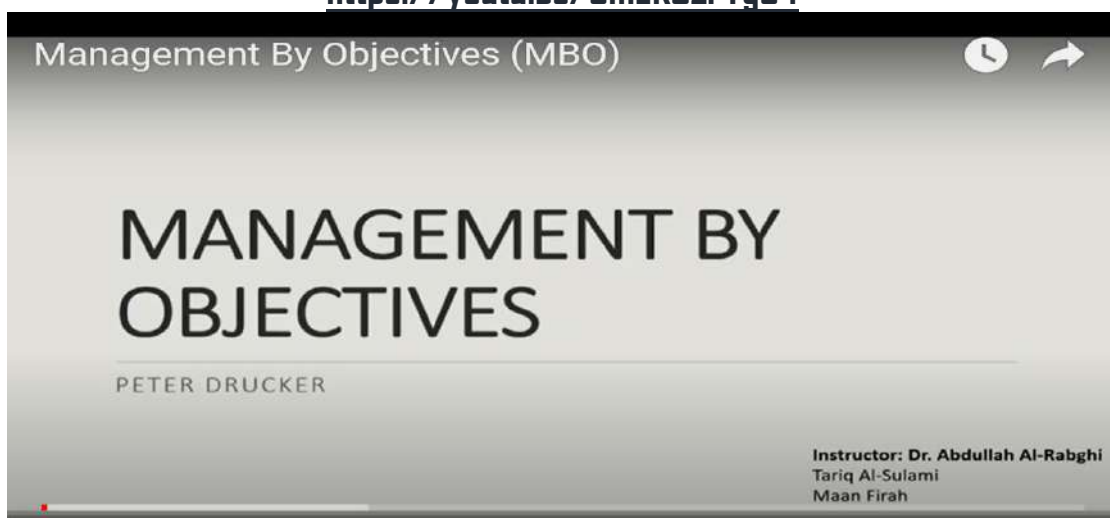 Management By Objectives (MBO)
MANAGEMENT BY
OBJECTIVES
PETER DRUCKER
Instructor: Dr. Abdullah Al-Rabghi
Tariq Al-Sulami
Maan Firah